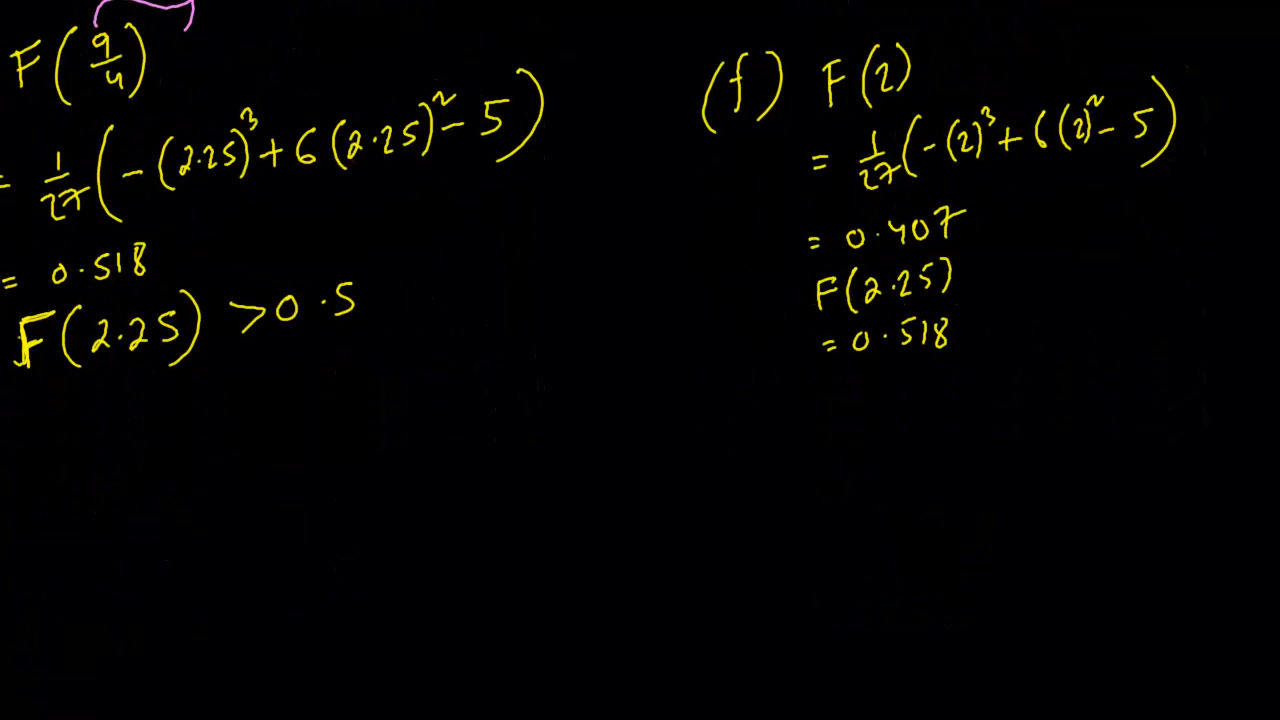 F(9/4)
= 1/27(-(2.25)³+6(2.25)²-5)
= 0.518
F(2.25) >0.5
(f) F(2)
= 1/27(-(2)³+6(2)²-5)
= 0.407
F(2.25)
= 0.518